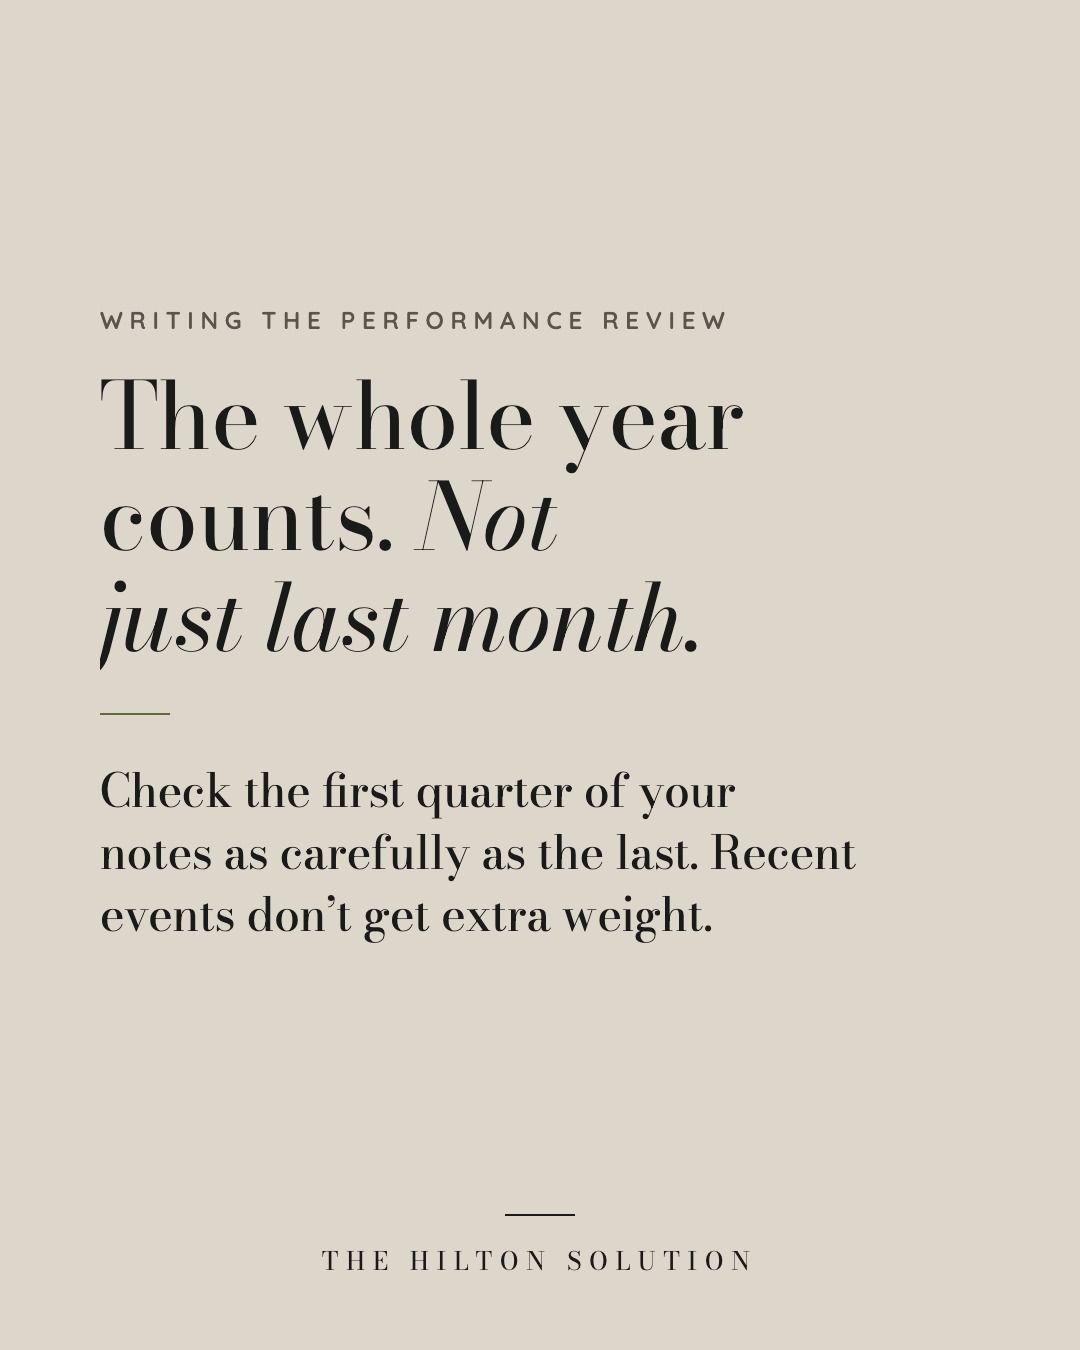 WRITING THE PERFORMANCE REVIEW
The whole year
counts. Not
just last month.
Check the first quarter of your
notes as carefully as the last. Recent
events don’t get extra weight.
THE HILTON SOLUTION